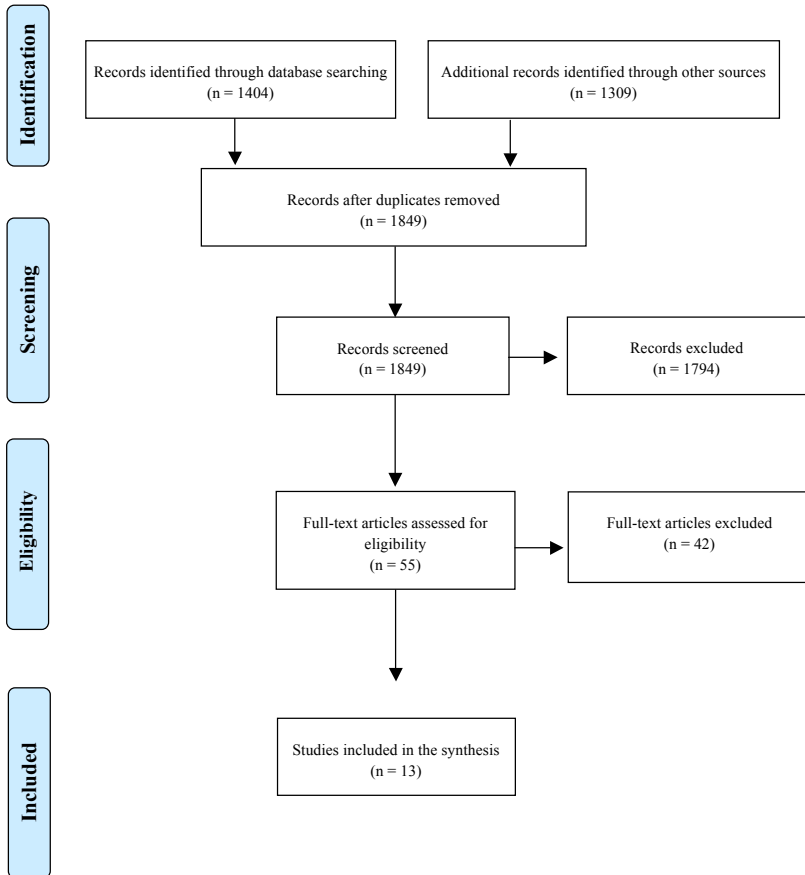 Identification
Records identified through database searching
(n = 1404)
Additional records identified through other sources
(n = 1309)
Records after duplicates removed
(n = 1849)
Screening
Records screened
(n = 1849)
Records excluded
(n = 1794)
Eligibility
Full-text articles assessed for
eligibility
(n = 55)
Full-text articles excluded
(n = 42)
Included
Studies included in the synthesis
(n = 13)